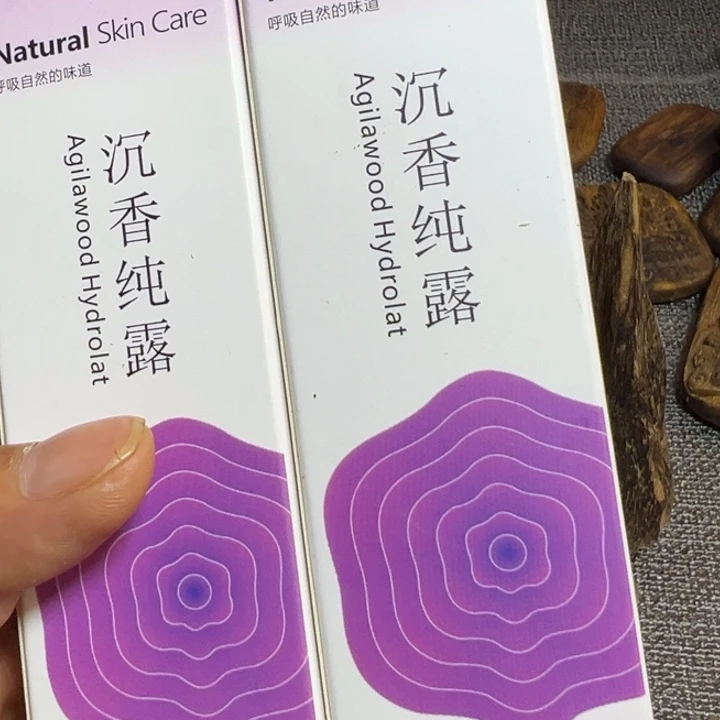 Natural Skin Care
呼吸自然的味道
沉香纯露
Agilawood Hydrolat
呼吸自然的味道
沉香纯露
Agilawood Hydrolat